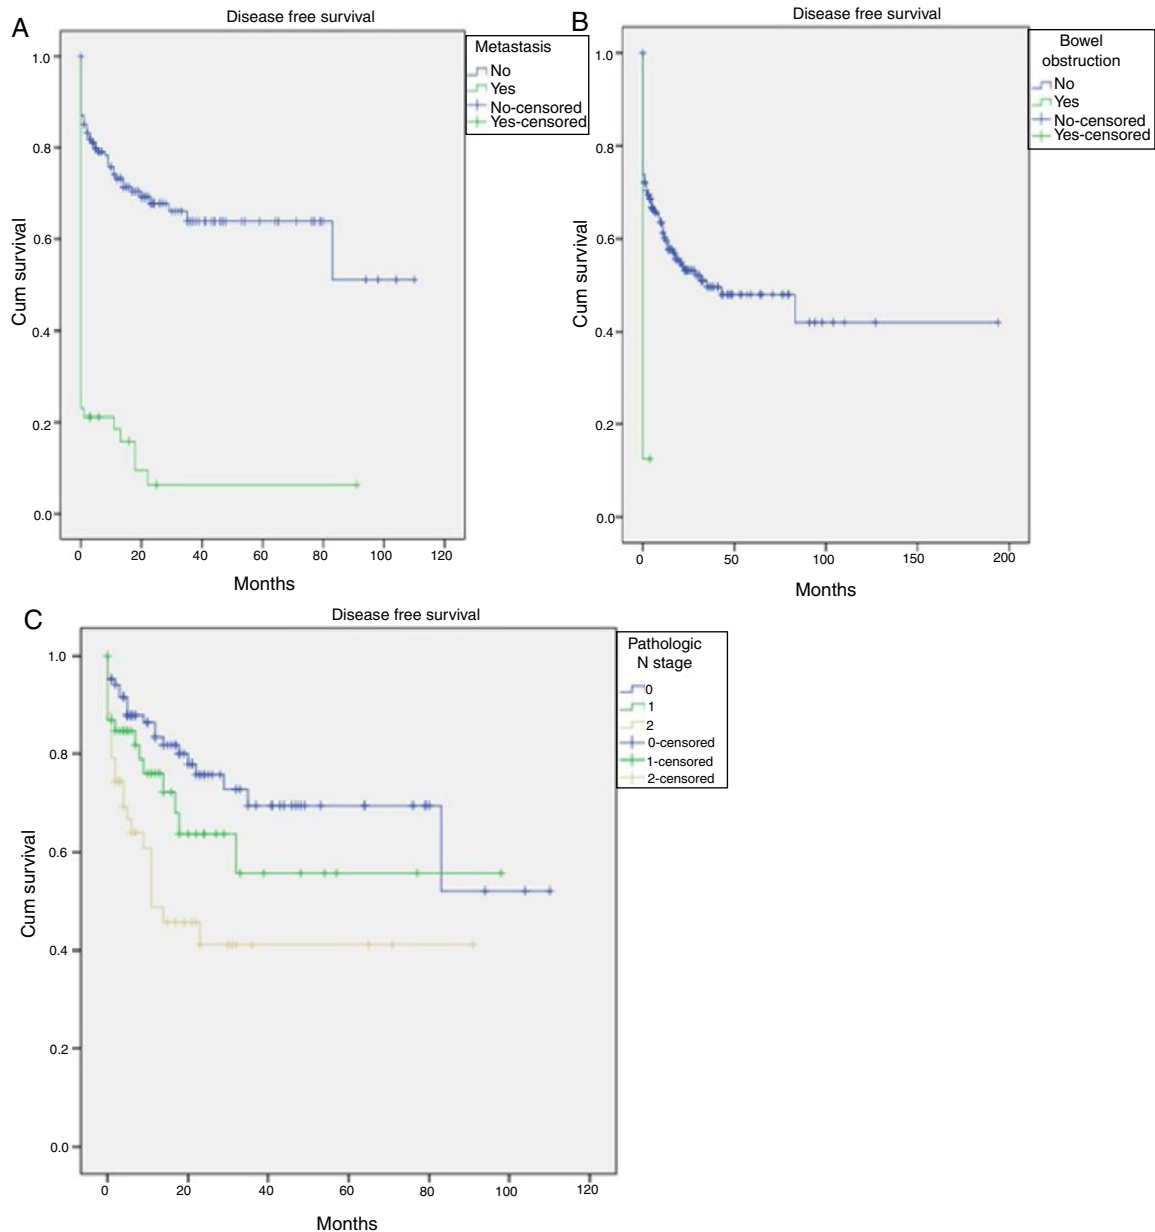 A
Disease free survival
Cum survival
1.0
0.8
0.6
0.4
0.2
0.0
0 20 40 60 80 100 120
Months
Metastasis
No
Yes
No-censored
Yes-censored
B
Disease free survival
Cum survival
1.0
0.8
0.6
0.4
0.2
0.0
0 50 100 150 200
Months
Bowel
obstruction
No
Yes
No-censored
Yes-censored
C
Disease free survival
Cum survival
1.0
0.8
0.6
0.4
0.2
0.0
0 20 40 60 80 100 120
Months
Pathologic
N stage
0
1
2
0-censored
1-censored
2-censored